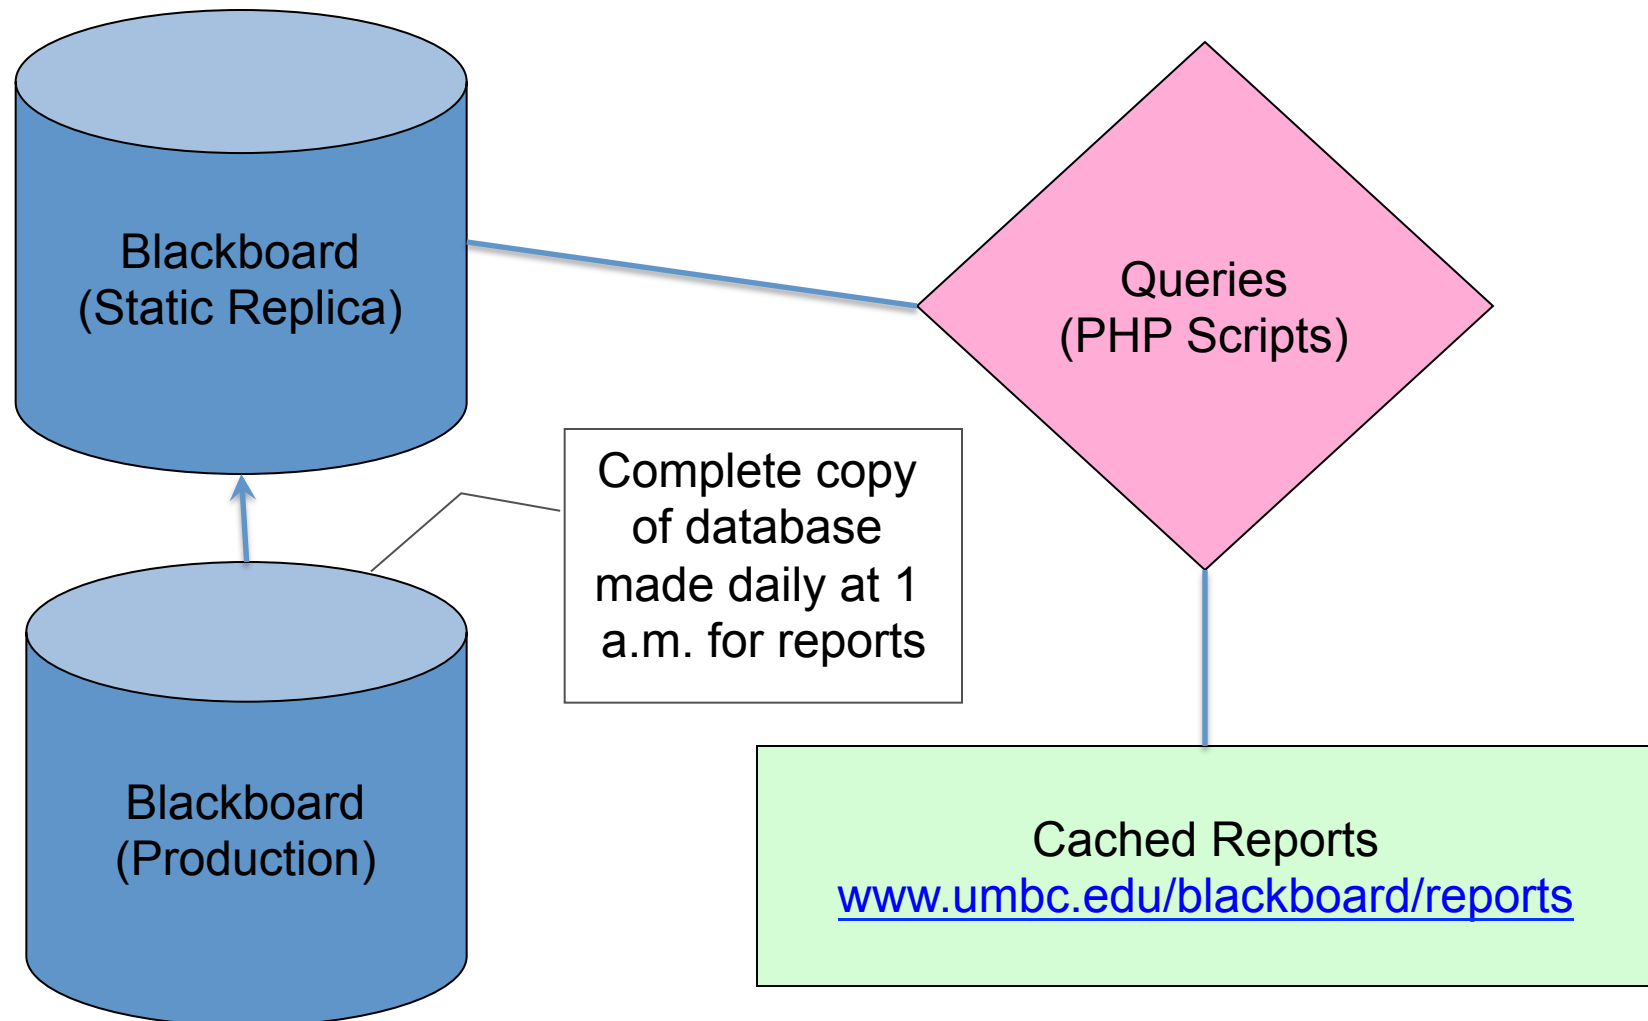 Blackboard
(Static Replica)
Queries
(PHP Scripts)
Complete copy
of database
made daily at 1
a.m. for reports
Blackboard
(Production)
Cached Reports
www.umbc.edu/blackboard/reports